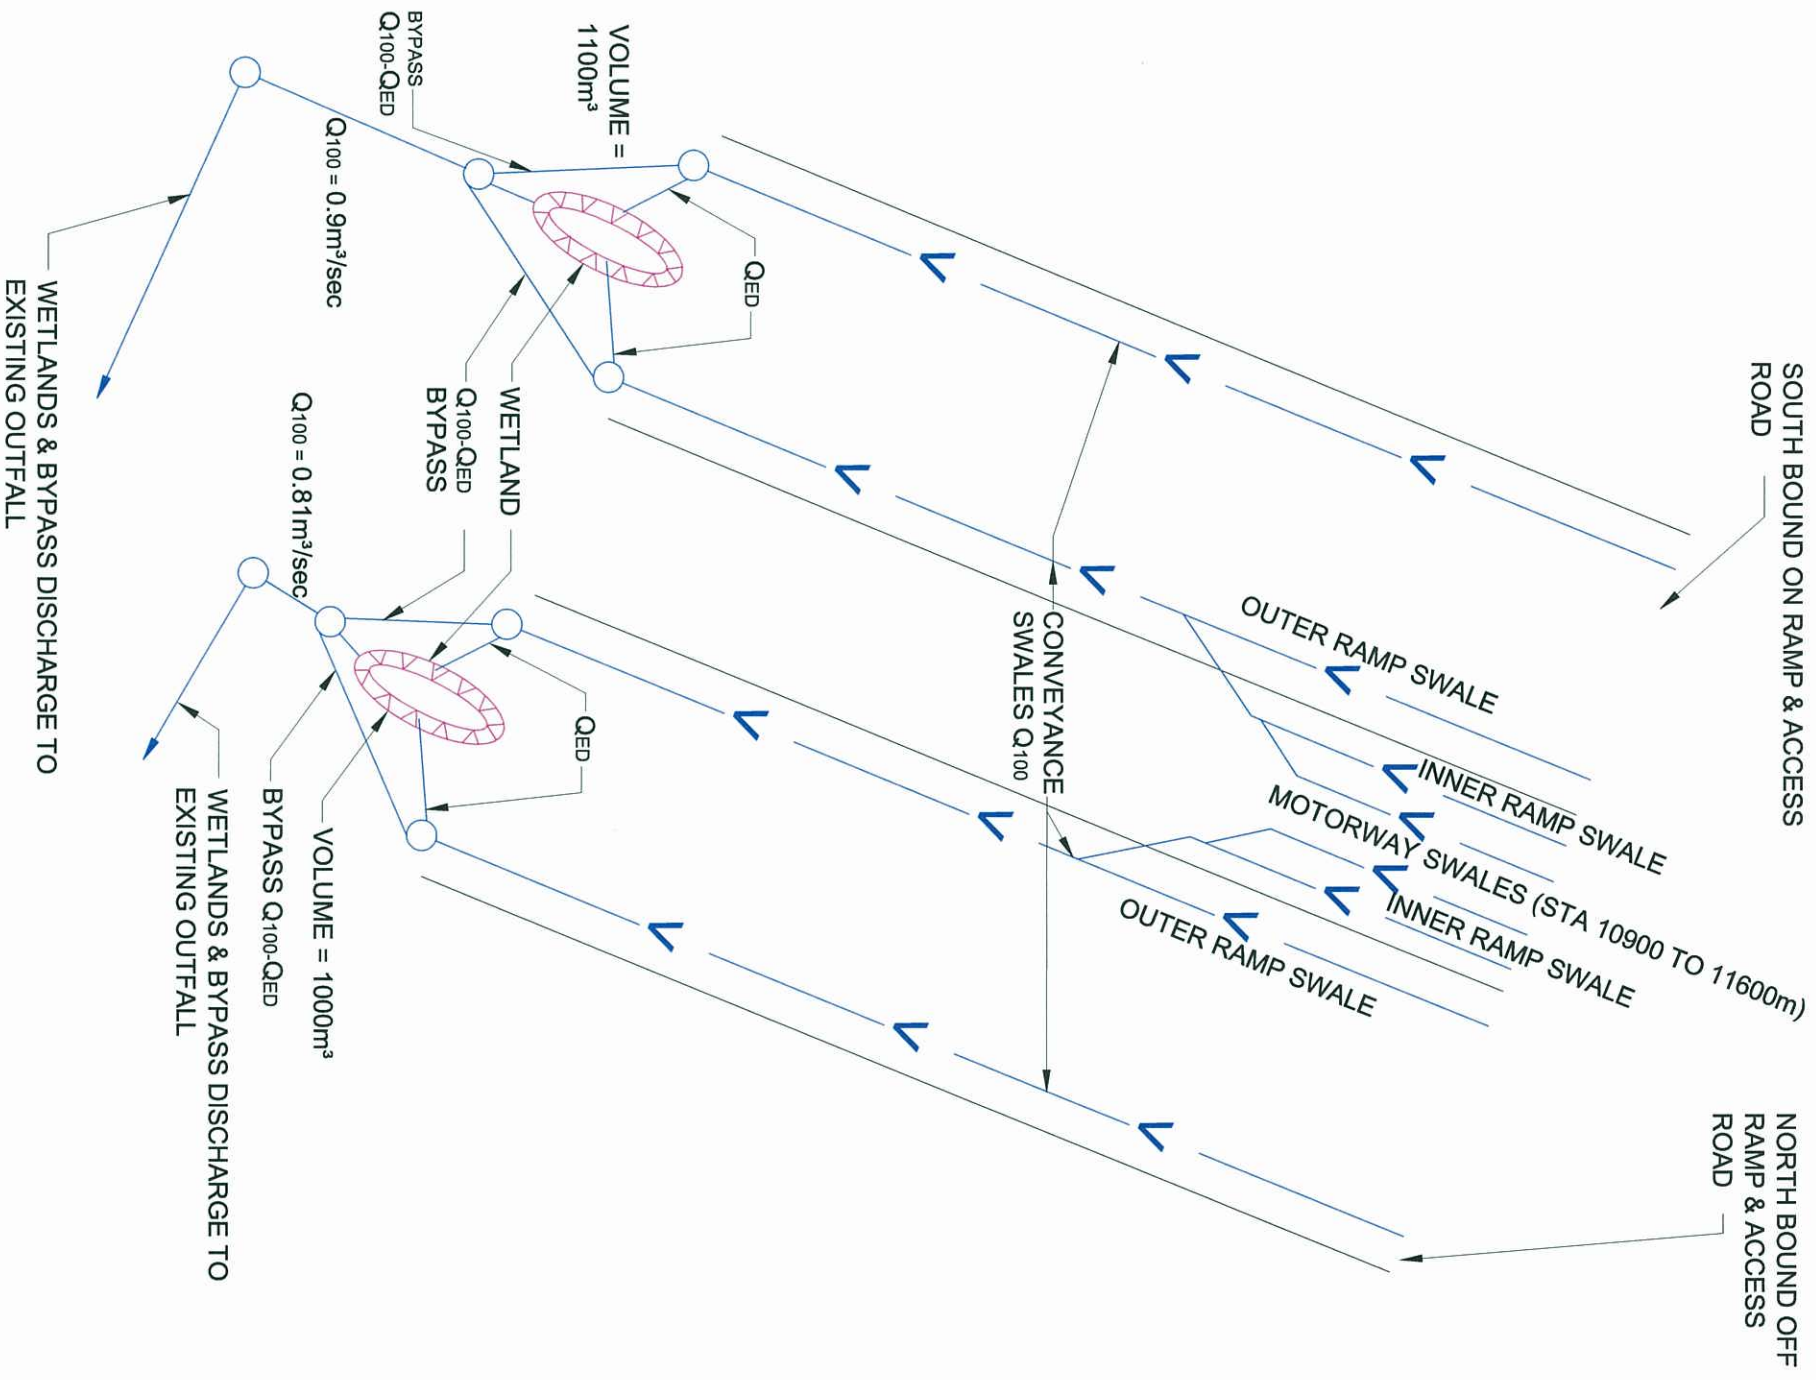 SOUTH BOUND ON RAMP & ACCESS
ROAD
NORTH BOUND OFF
RAMP & ACCESS
ROAD
OUTER RAMP SWALE
INNER RAMP SWALE
MOTORWAY SWALES (STA 10900 TO 11600m)
INNER RAMP SWALE
OUTER RAMP SWALE
CONVEYANCE
SWALES Q100
VOLUME =
1100m³
QED
BYPASS
Q100-QED
WETLAND
Q100-QED
BYPASS
QED
Q100 = 0.9m³/sec
Q100 = 0.81m³/sec
VOLUME = 1000m³
BYPASS Q100-QED
WETLANDS & BYPASS DISCHARGE TO
EXISTING OUTFALL
WETLANDS & BYPASS DISCHARGE TO
EXISTING OUTFALL